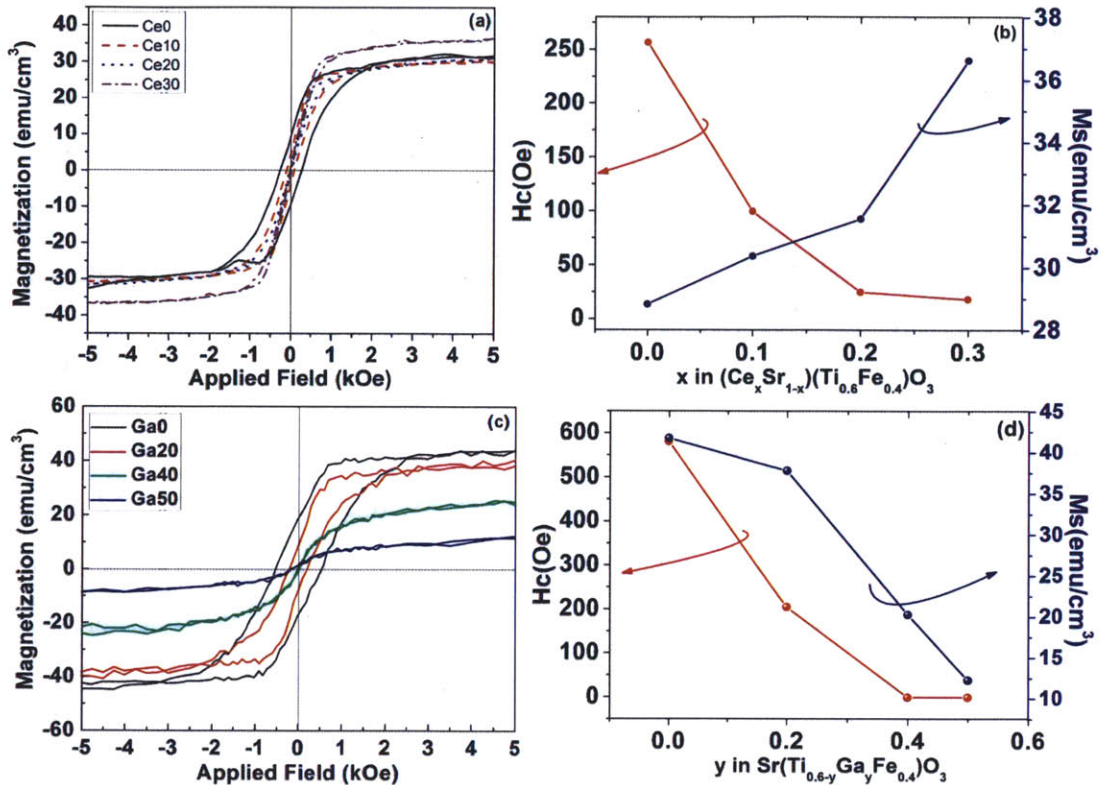 (a)
Ce0
Ce10
Ce20
Ce30
Magnetization (emu/cm³)
40
30
20
10
0
-10
-20
-30
-40
-5 -4 -3 -2 -1 0 1 2 3 4 5
Applied Field (kOe)
(b)
Hc(Oe)
250
225
200
175
150
125
100
75
50
25
0
Ms(emu/cm³)
38
36
34
32
30
28
0.0 0.1 0.2 0.3
x in (CeₓSr₁₋ₓ)(Ti₀.₆Fe₀.₄)O₃
(c)
Ga0
Ga20
Ga40
Ga50
Magnetization (emu/cm³)
60
40
20
0
-20
-40
-60
-5 -4 -3 -2 -1 0 1 2 3 4 5
Applied Field (kOe)
(d)
Hc(Oe)
600
500
400
300
200
100
0
Ms(emu/cm³)
45
40
35
30
25
20
15
10
0.0 0.2 0.4 0.6
y in Sr(Ti₀.₆₋yGayFe₀.₄)O₃